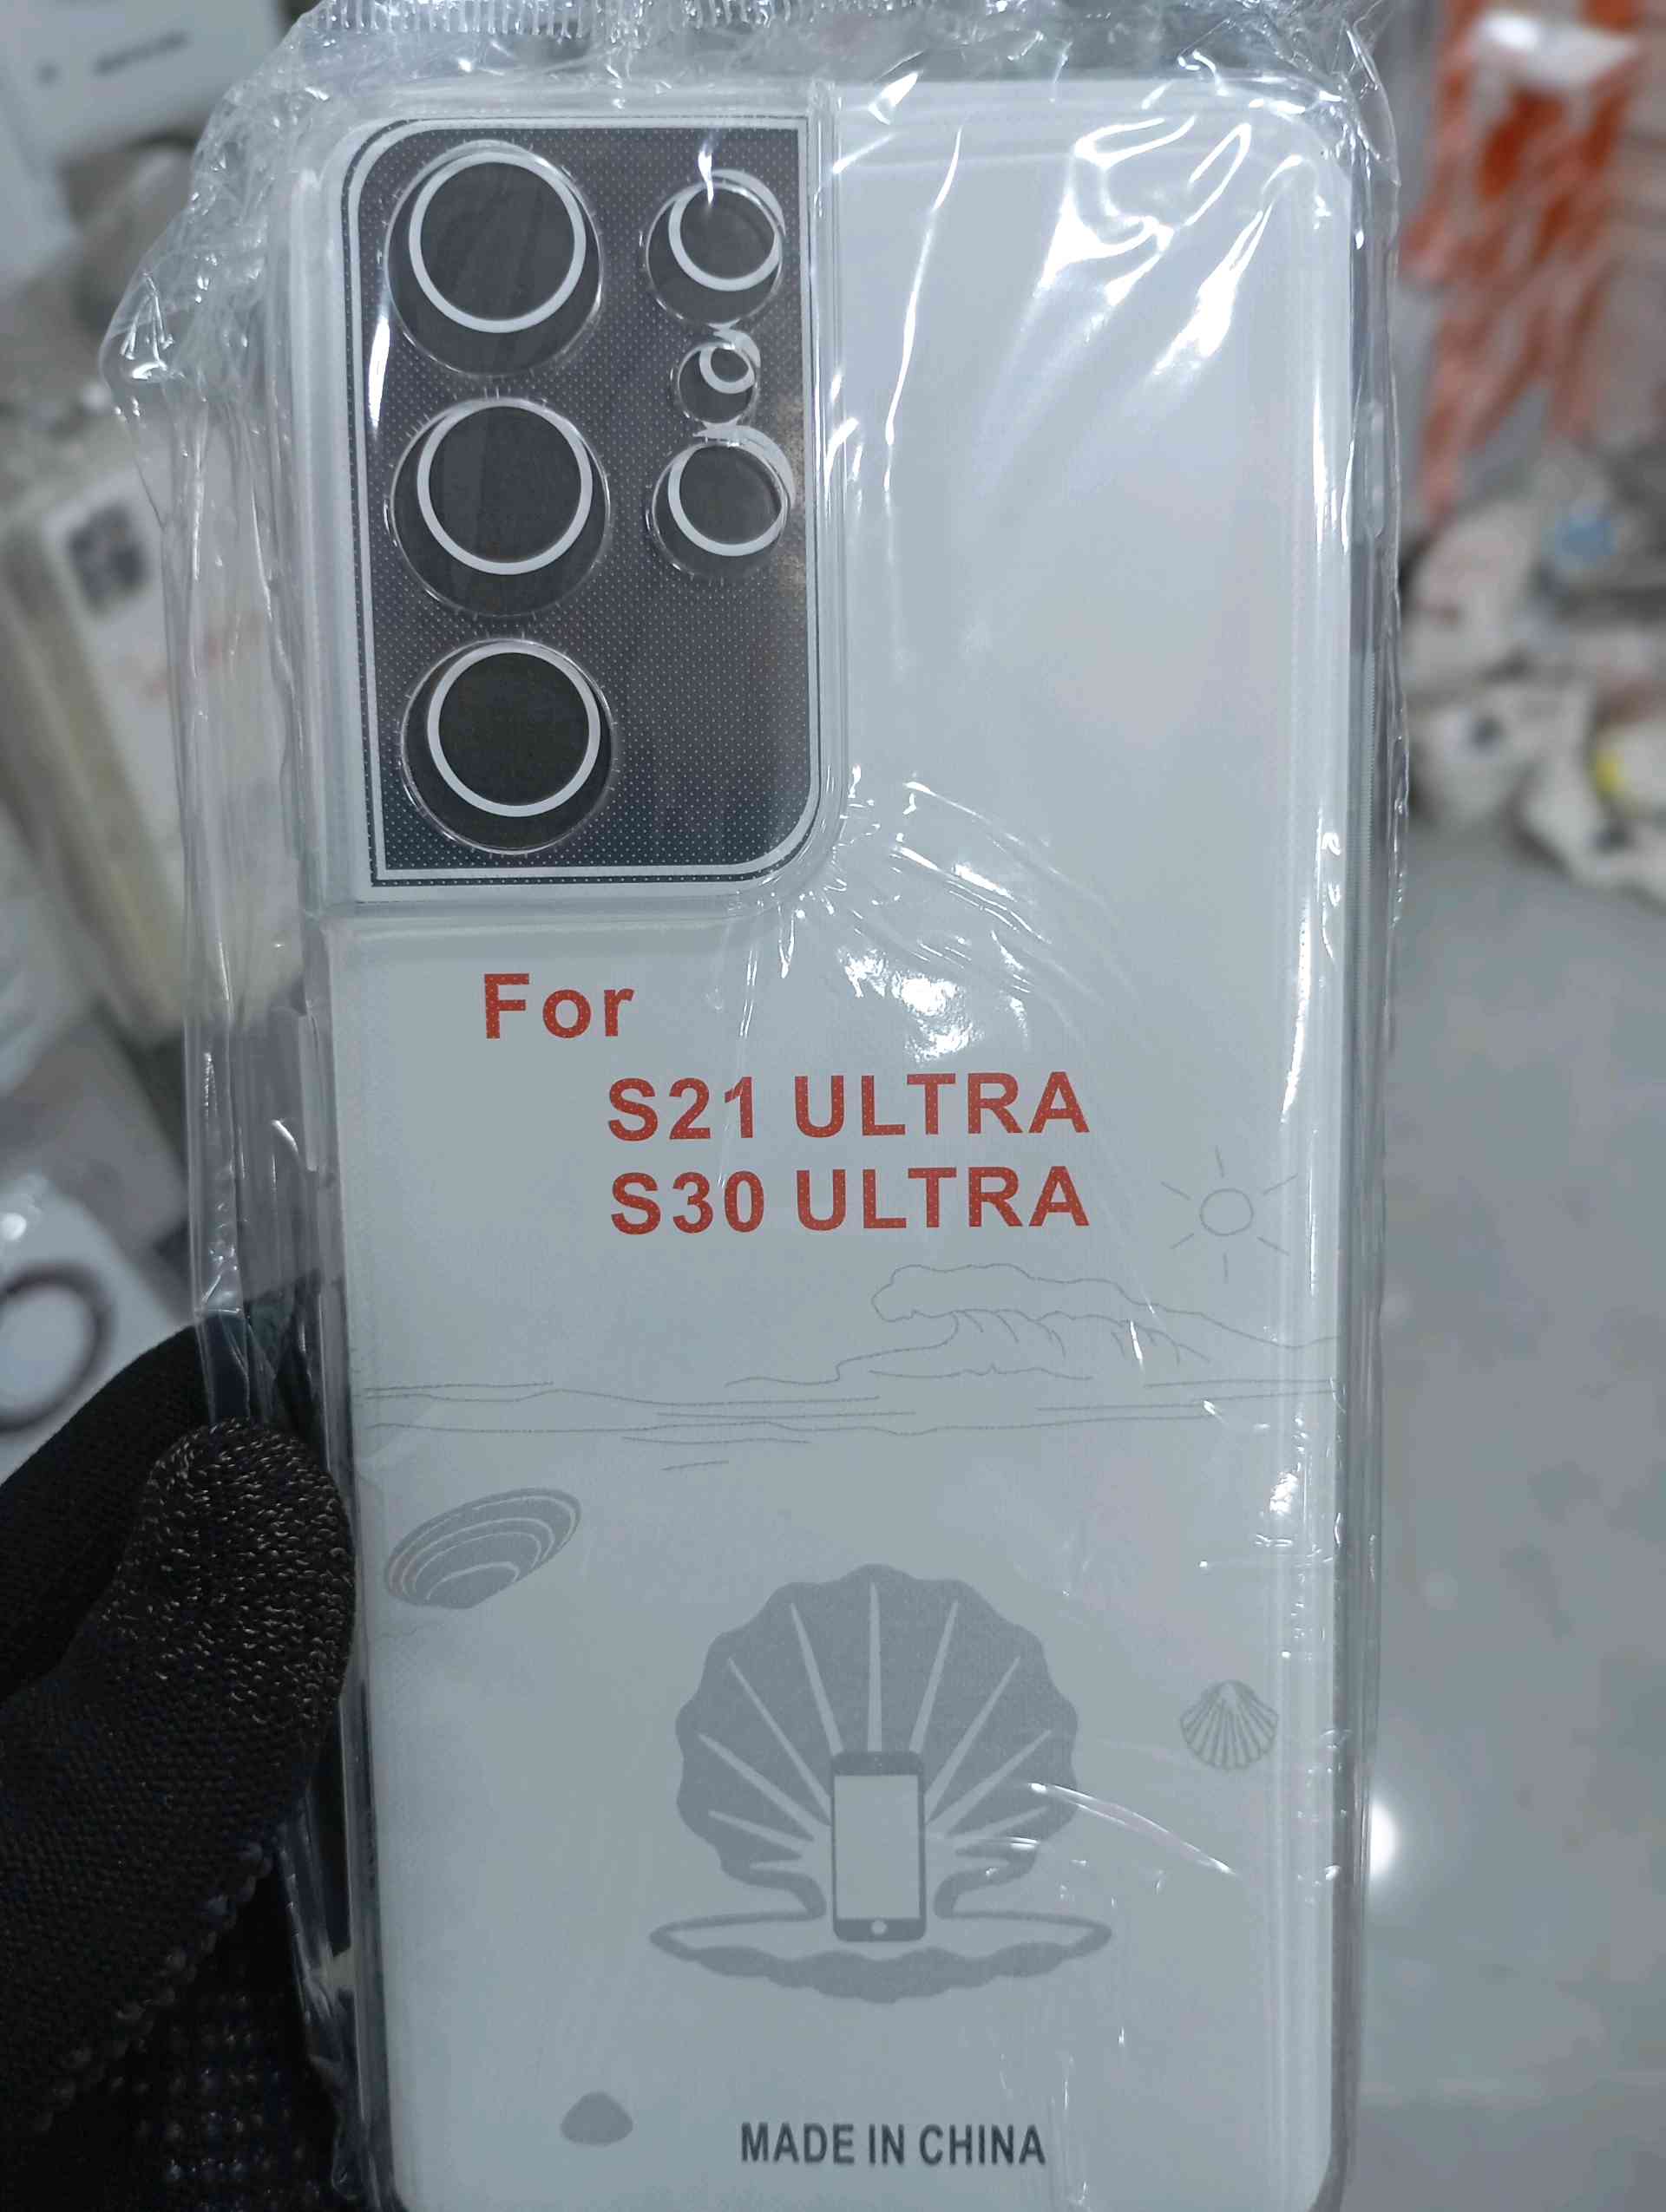 For
S21 ULTRA
S30 ULTRA
MADE IN CHINA